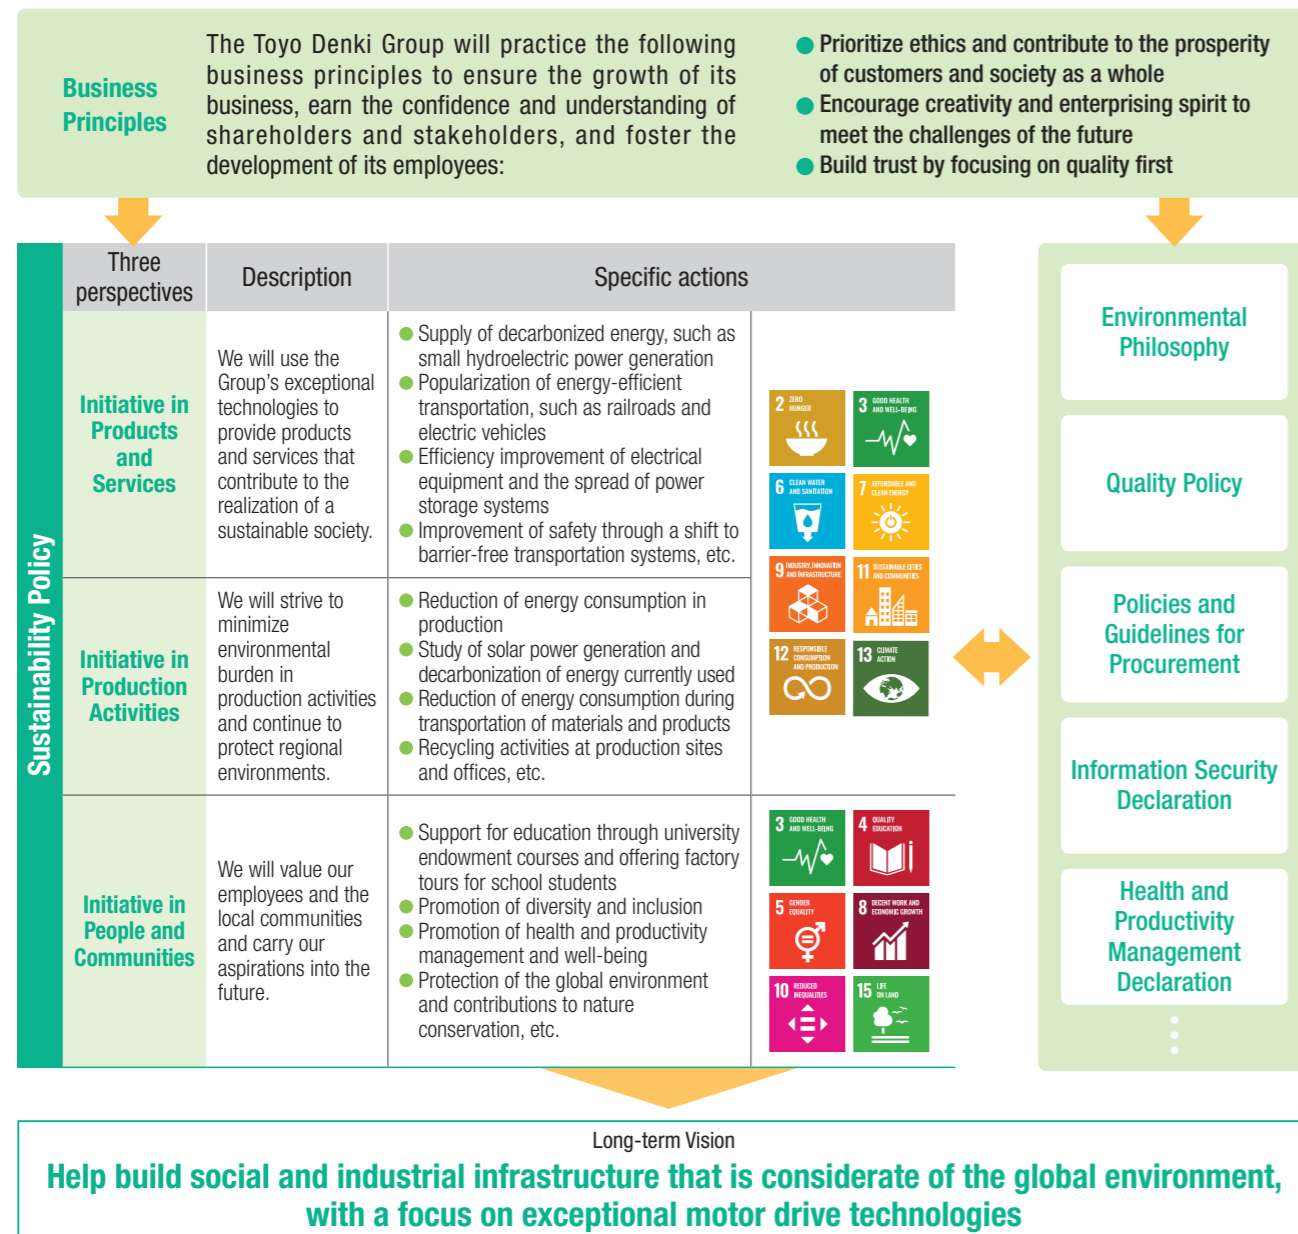 Business
Principles
The Toyo Denki Group will practice the following
business principles to ensure the growth of its
business, earn the confidence and understanding of
shareholders and stakeholders, and foster the
development of its employees:
● Prioritize ethics and contribute to the prosperity
of customers and society as a whole
● Encourage creativity and enterprising spirit to
meet the challenges of the future
● Build trust by focusing on quality first
Sustainability Policy
Three
perspectives
Description
Specific actions
Initiative in
Products
and
Services
We will use the
Group's exceptional
technologies to
provide products
and services that
contribute to the
realization of a
sustainable society.
● Supply of decarbonized energy, such as
small hydroelectric power generation
● Popularization of energy-efficient
transportation, such as railroads and
electric vehicles
● Efficiency improvement of electrical
equipment and the spread of power
storage systems
● Improvement of safety through a shift to
barrier-free transportation systems, etc.
Initiative in
Production
Activities
We will strive to
minimize
environmental
burden in
production activities
and continue to
protect regional
environments.
● Reduction of energy consumption in
production
● Study of solar power generation and
decarbonization of energy currently used
● Reduction of energy consumption during
transportation of materials and products
● Recycling activities at production sites
and offices, etc.
2 ZERO
HUNGER
3 GOOD HEALTH
AND WELL-BEING
6 CLEAN WATER
AND SANITATION
7 AFFORDABLE AND
CLEAN ENERGY
9 INDUSTRY, INNOVATION
AND INFRASTRUCTURE
11 SUSTAINABLE CITIES
AND COMMUNITIES
12 RESPONSIBLE
CONSUMPTION
AND PRODUCTION
13 CLIMATE
ACTION
Initiative in
People and
Communities
We will value our
employees and the
local communities
and carry our
aspirations into the
future.
● Support for education through university
endowment courses and offering factory
tours for school students
● Promotion of diversity and inclusion
● Promotion of health and productivity
management and well-being
● Protection of the global environment
and contributions to nature
conservation, etc.
3 GOOD HEALTH
AND WELL-BEING
4 QUALITY
EDUCATION
5 GENDER
EQUALITY
8 DECENT WORK AND
ECONOMIC GROWTH
10 REDUCED
INEQUALITIES
15 LIFE
ON LAND
Environmental
Philosophy
Quality Policy
Policies and
Guidelines for
Procurement
Information Security
Declaration
Health and
Productivity
Management
Declaration
Long-term Vision
Help build social and industrial infrastructure that is considerate of the global environment,
with a focus on exceptional motor drive technologies